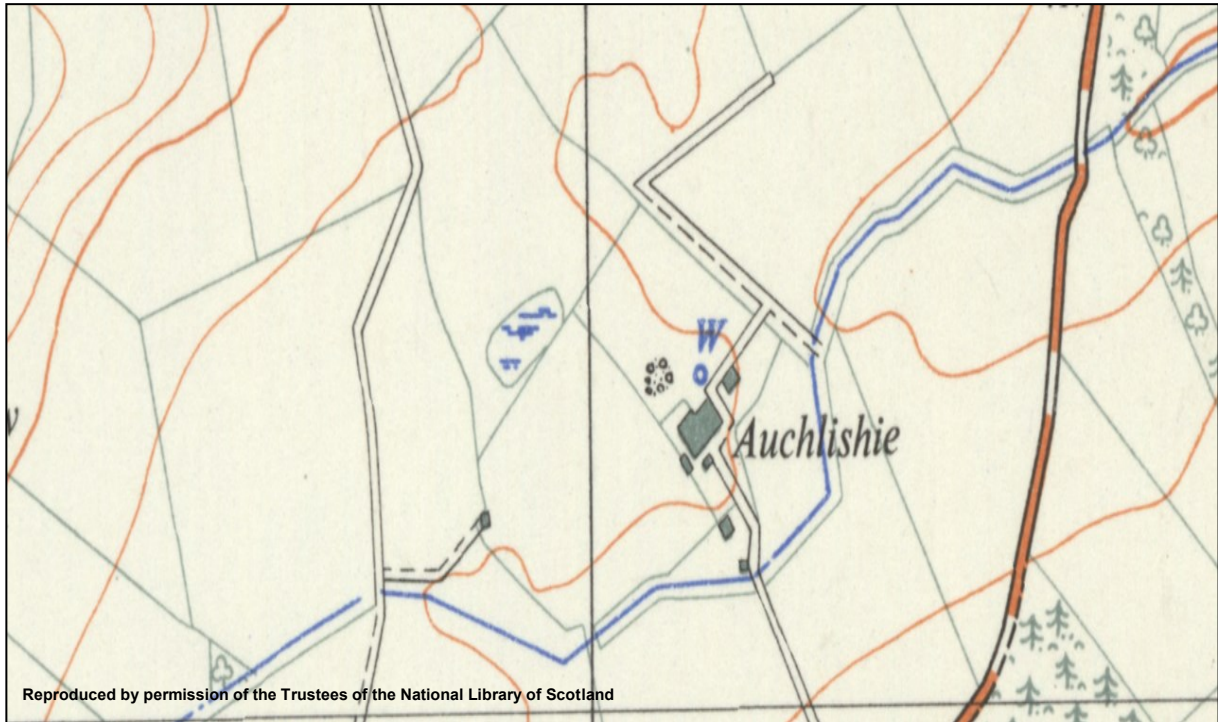 W
Auchlishie
Reproduced by permission of the Trustees of the National Library of Scotland